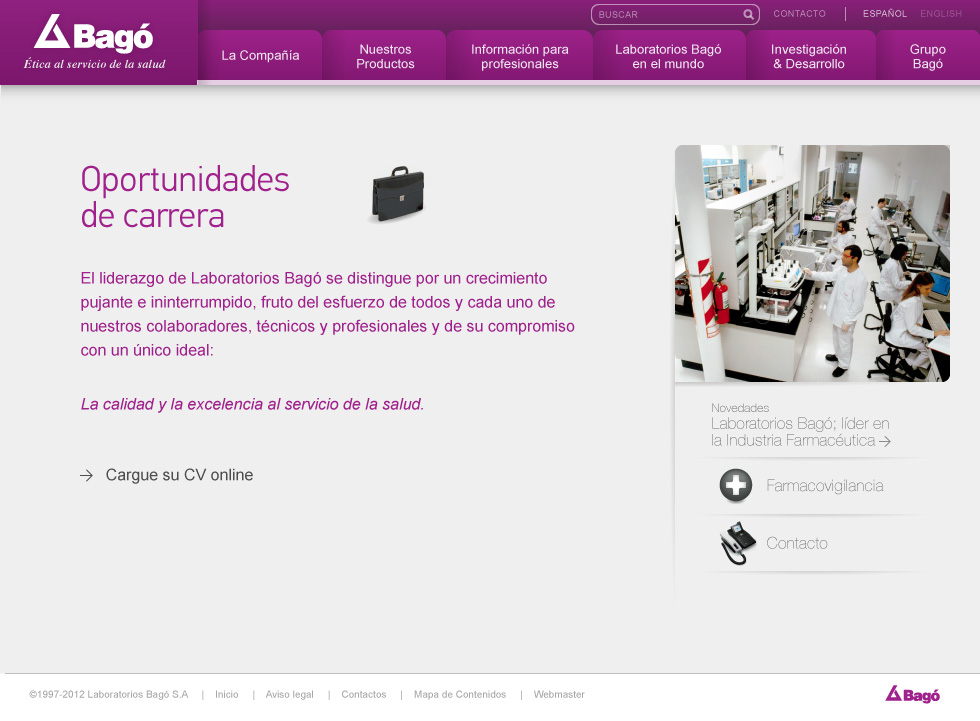 Bagó
Ética al servicio de la salud
BUSCAR
CONTACTO
ESPAÑOL
ENGLISH
La Compañía
Nuestros
Productos
Información para
profesionales
Laboratorios Bagó
en el mundo
Investigación
& Desarrollo
Grupo
Bagó
Oportunidades
de carrera
El liderazgo de Laboratorios Bagó se distingue por un crecimiento
pujante e ininterrumpido, fruto del esfuerzo de todos y cada uno de
nuestros colaboradores, técnicos y profesionales y de su compromiso
con un único ideal:
La calidad y la excelencia al servicio de la salud.
Cargue su CV online
Novedades
Laboratorios Bagó; líder en
la Industria Farmacéutica
Farmacovigilancia
Contacto
©1997-2012 Laboratorios Bagó S.A | Inicio | Aviso legal | Contactos | Mapa de Contenidos | Webmaster
Bagó